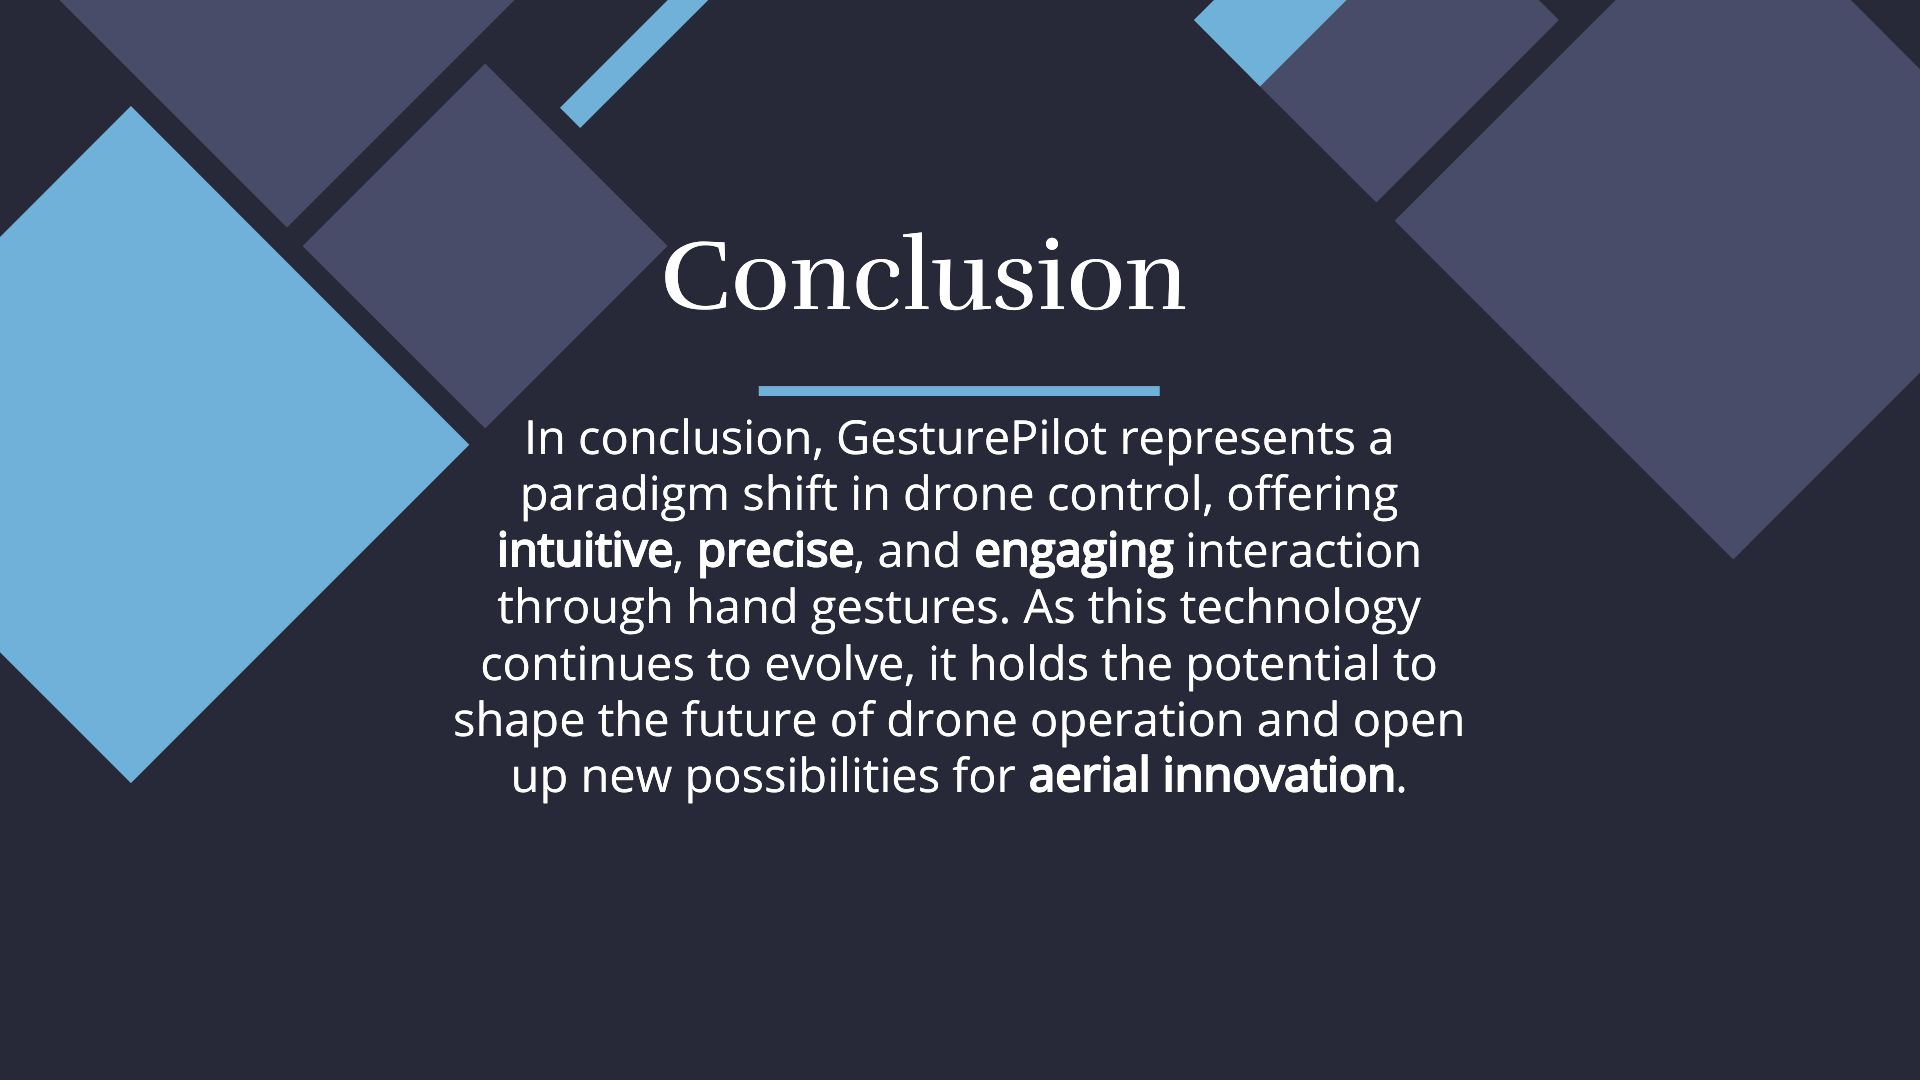 Conclusion
In conclusion, GesturePilot represents a
paradigm shift in drone control, offering
intuitive, precise, and engaging interaction
through hand gestures. As this technology
continues to evolve, it holds the potential to
shape the future of drone operation and open
up new possibilities for aerial innovation.